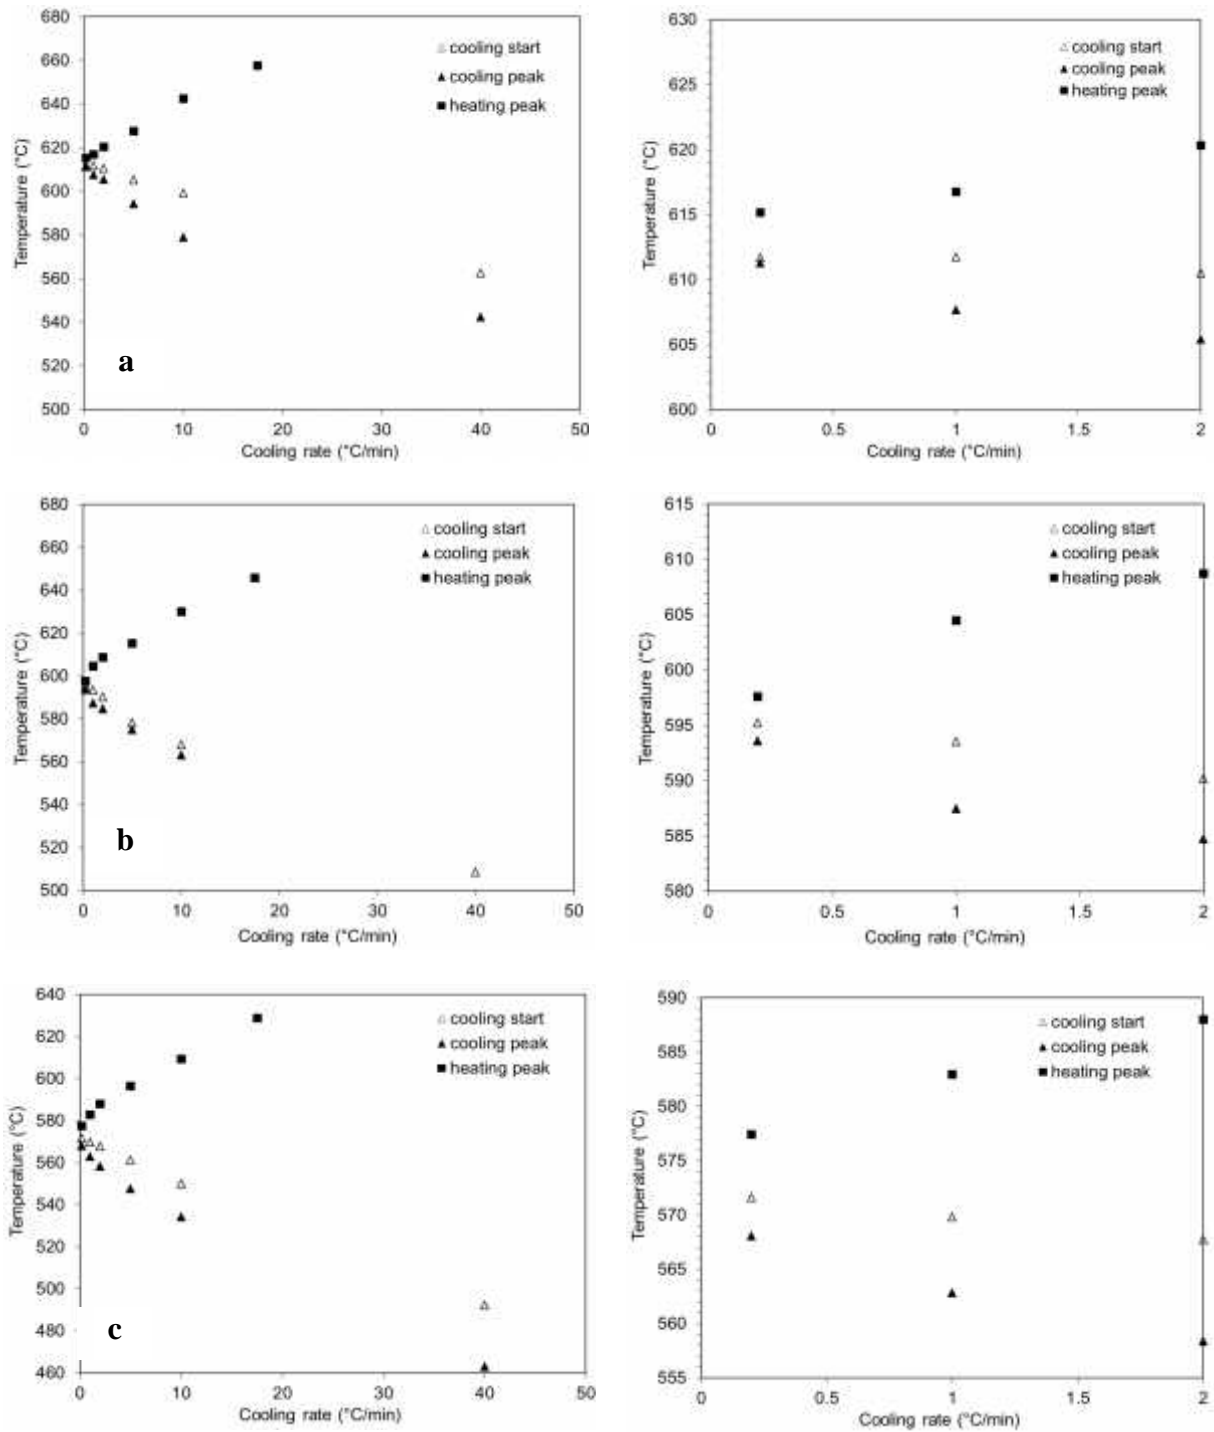 680
660
640
620
600
580
560
540
520
500
Temperature (°C)
cooling start
cooling peak
heating peak
a
0 10 20 30 40 50
Cooling rate (°C/min)
630
625
620
615
610
605
600
Temperature (°C)
cooling start
cooling peak
heating peak
0 0.5 1 1.5 2
Cooling rate (°C/min)
680
660
640
620
600
580
560
540
520
500
Temperature (°C)
cooling start
cooling peak
heating peak
b
0 10 20 30 40 50
Cooling rate (°C/min)
615
610
605
600
595
590
585
580
Temperature (°C)
cooling start
cooling peak
heating peak
0 0.5 1 1.5 2
Cooling rate (°C/min)
640
620
600
580
560
540
520
500
480
460
Temperature (°C)
cooling start
cooling peak
heating peak
c
0 10 20 30 40 50
Cooling rate (°C/min)
590
585
580
575
570
565
560
555
Temperature (°C)
cooling start
cooling peak
heating peak
0 0.5 1 1.5 2
Cooling rate (°C/min)